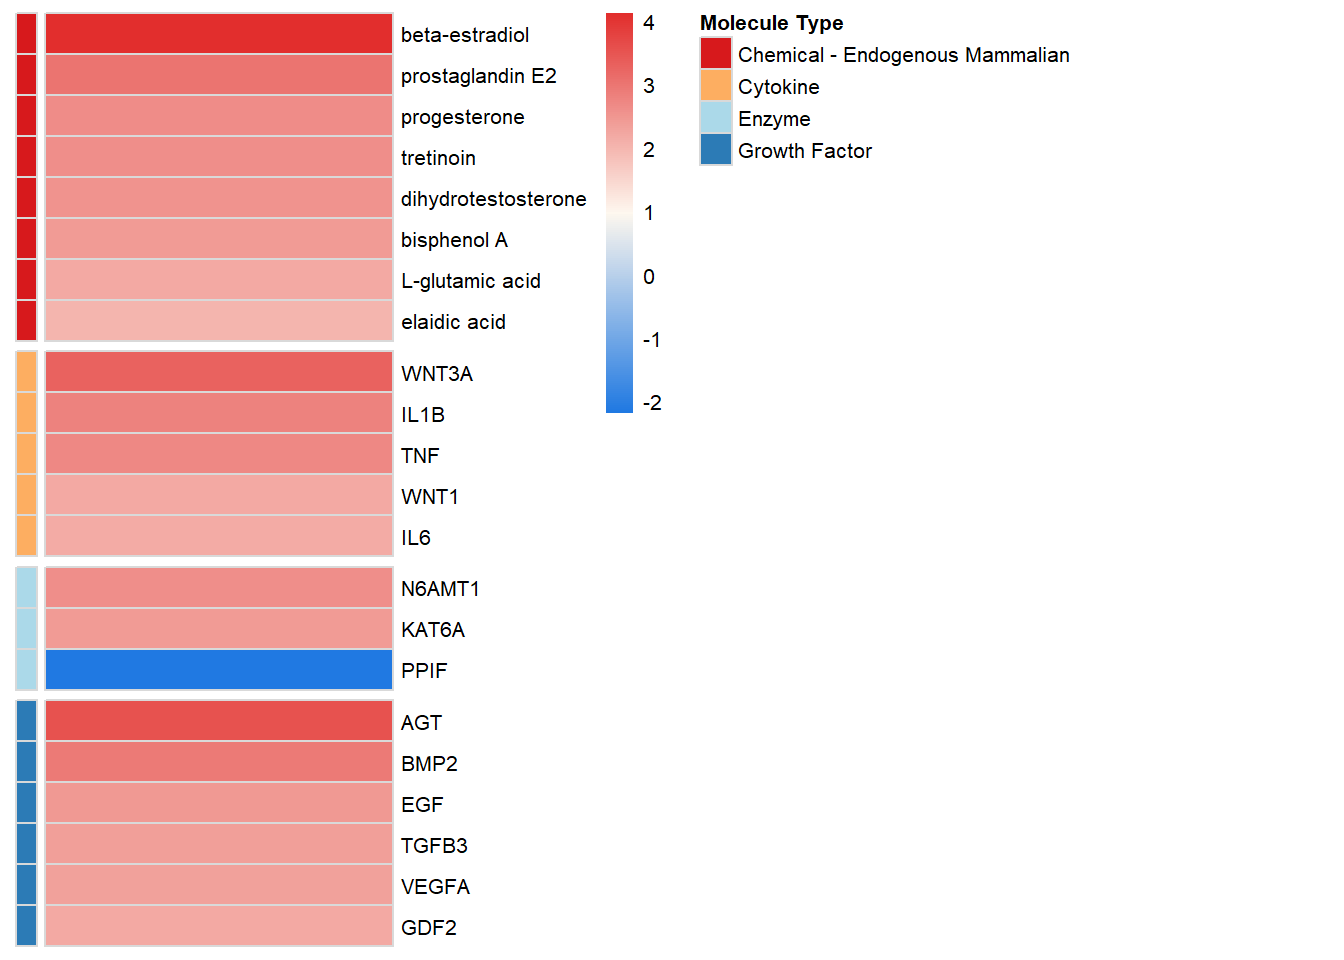 beta-estradiol
prostaglandin E2
progesterone
tretinoin
dihydrotestosterone
bisphenol A
L-glutamic acid
elaidic acid
WNT3A
IL1B
TNF
WNT1
IL6
N6AMT1
KAT6A
PPIF
AGT
BMP2
EGF
TGFB3
VEGFA
GDF2
4
3
2
1
0
-1
-2
Molecule Type
Chemical - Endogenous Mammalian
Cytokine
Enzyme
Growth Factor